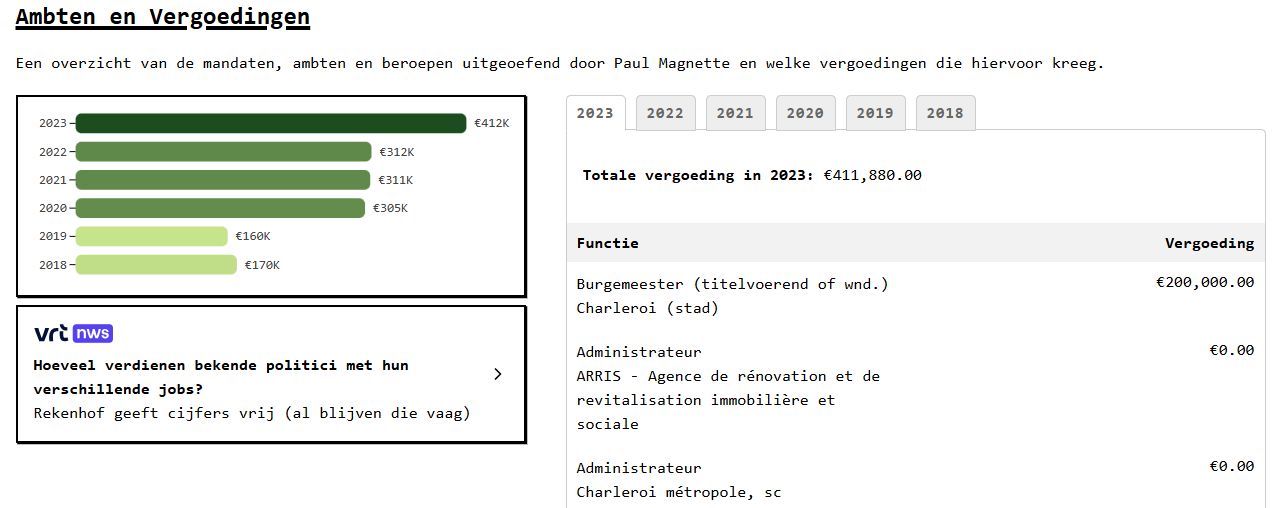 Ambten en Vergoedingen
Een overzicht van de mandaten, ambten en beroepen uitgeoefend door Paul Magnette en welke vergoedingen die hiervoor kreeg.
2023
€412K
2022
€312K
2021
€311K
2020
€305K
2019
€160K
2018
€170K
vrt nws
Hoeveel verdienen bekende politici met hun
verschillende jobs?
Rekenhof geeft cijfers vrij (al blijven die vaag)
2023 2022 2021 2020 2019 2018
Totale vergoeding in 2023: €411,880.00
Functie Vergoeding
Burgemeester (titelvoerend of wnd.) €200,000.00
Charleroi (stad)
Administrateur €0.00
ARRIS - Agence de rénovation et de
revitalisation immobilière et
sociale
Administrateur €0.00
Charleroi métropole, sc